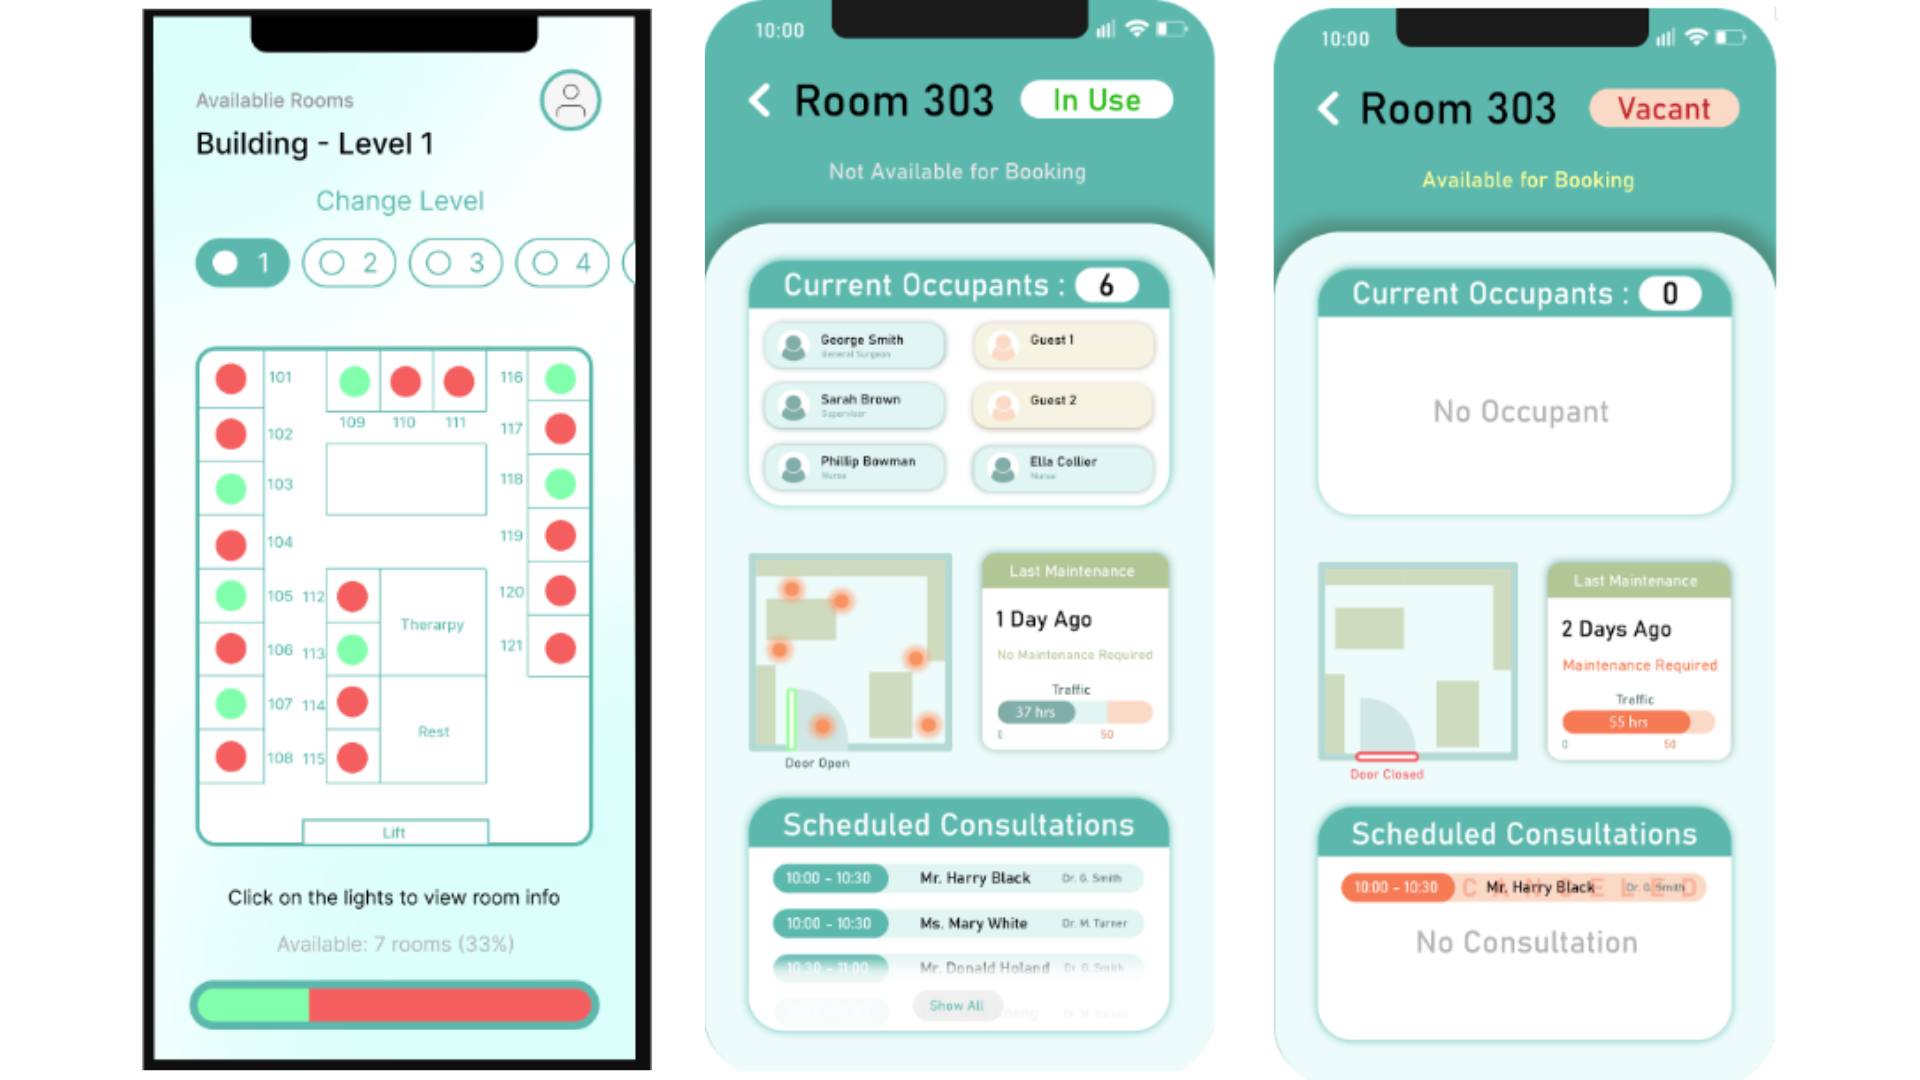 Availablie Rooms
Building - Level 1
Change Level
1 2 3 4
101
102
103
104
105
106
107
108
109 110 111
112
113
114
115
116
117
118
119
120
121
Therarpy
Rest
Lift
Click on the lights to view room info
Available: 7 rooms (33%)
10:00
Room 303
In Use
Not Available for Booking
Current Occupants : 6
George Smith
General Surgeon
Guest 1
Sarah Brown
Supervisor
Guest 2
Phillip Bowman
Nurse
Ella Collier
Nurse
Door Open
Last Maintenance
1 Day Ago
No Maintenance Required
Traffic
37 hrs
0 50
Scheduled Consultations
10:00 - 10:30 Mr. Harry Black Dr. G. Smith
10:00 - 10:30 Ms. Mary White Dr. M. Turner
10:30 - 11:00 Mr. Donald Holand Dr. G. Smith
Show All
10:00
Room 303
Vacant
Available for Booking
Current Occupants : 0
No Occupant
Door Closed
Last Maintenance
2 Days Ago
Maintenance Required
Traffic
55 hrs
0 50
Scheduled Consultations
10:00 - 10:30 Mr. Harry Black Dr. G. Smith
CANCELED
No Consultation